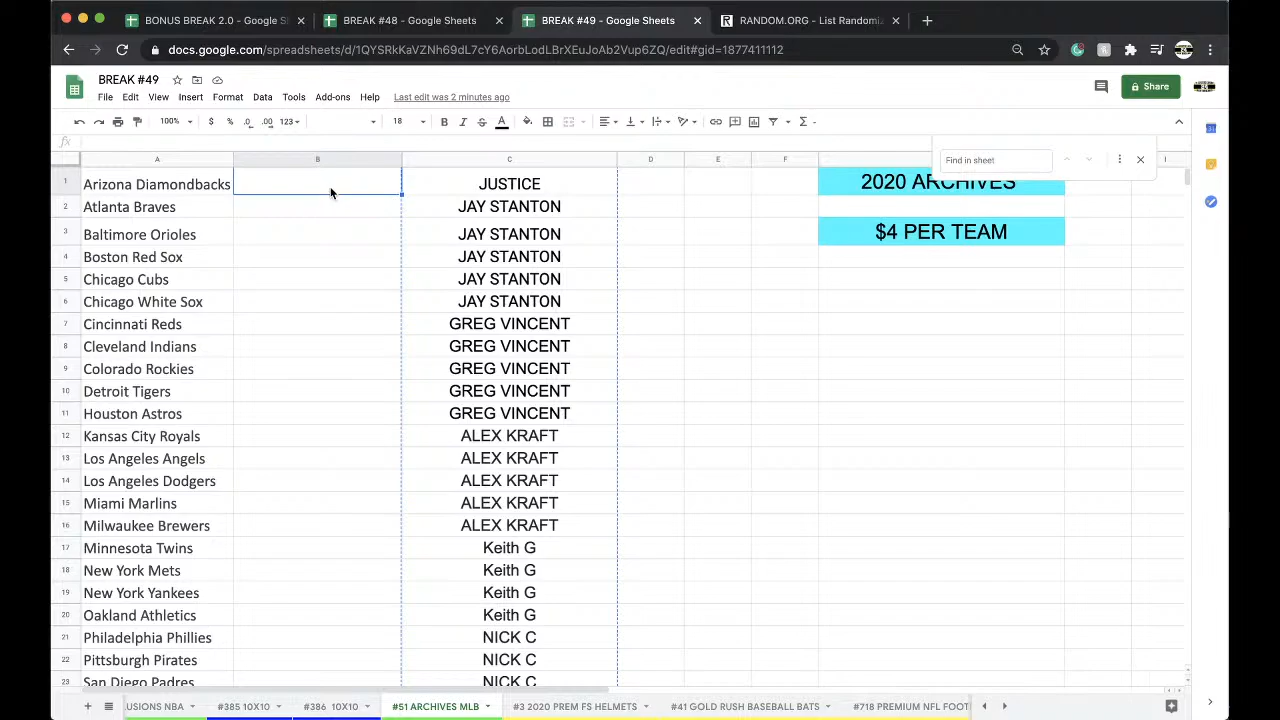 BONUS BREAK 2.0 - Google S
BREAK #48 - Google Sheets
BREAK #49 - Google Sheets
RANDOM.ORG - List Randomi
docs.google.com/spreadsheets/d/1QYSRkKaVZNh69dL7cY6AorbLodLBrXEuJoAb2Vup6ZQ/edit#gid=1877411112
BREAK #49
File Edit View Insert Format Data Tools Add-ons Help Last edit was 2 minutes ago
Share
100% $ % .0 .00 123 18 B I S A
fx
Find in sheet
A B C D E F I
1 Arizona Diamondbacks JUSTICE 2020 ARCHIVES
2 Atlanta Braves JAY STANTON
3 Baltimore Orioles JAY STANTON $4 PER TEAM
4 Boston Red Sox JAY STANTON
5 Chicago Cubs JAY STANTON
6 Chicago White Sox JAY STANTON
7 Cincinnati Reds GREG VINCENT
8 Cleveland Indians GREG VINCENT
9 Colorado Rockies GREG VINCENT
10 Detroit Tigers GREG VINCENT
11 Houston Astros GREG VINCENT
12 Kansas City Royals ALEX KRAFT
13 Los Angeles Angels ALEX KRAFT
14 Los Angeles Dodgers ALEX KRAFT
15 Miami Marlins ALEX KRAFT
16 Milwaukee Brewers ALEX KRAFT
17 Minnesota Twins Keith G
18 New York Mets Keith G
19 New York Yankees Keith G
20 Oakland Athletics Keith G
21 Philadelphia Phillies NICK C
22 Pittsburgh Pirates NICK C
23 San Diego Padres NICK C
USIONS NBA #385 10X10 #386 10X10 #51 ARCHIVES MLB #3 2020 PREM FS HELMETS #41 GOLD RUSH BASEBALL BATS #718 PREMIUM NFL FOOT